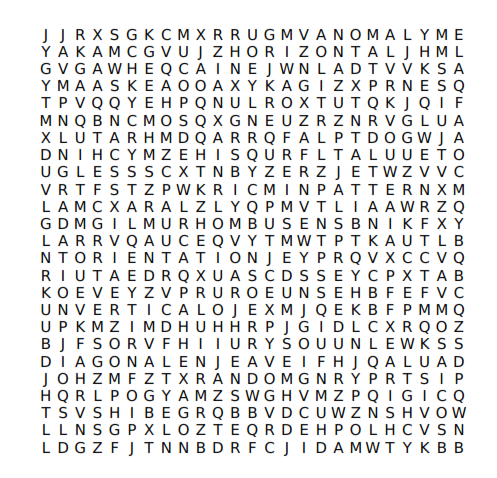 J J R X S G K C M X R R U G M V A N O M A L Y M E
Y A K A M C G V U J Z H O R I Z O N T A L J H M L
G V G A W H E Q C A I N E J W N L A D T V V K S A
Y M A A S K E A O O A X Y K A G I Z X P R N E S Q
T P V Q Q Y E H P Q N U L R O X T U T Q K J Q I F
M N Q B N C M O S Q X G N E U Z R Z N R V G L U A
X L U T A R H M D Q A R R Q F A L P T D O G W J A
D N I H C Y M Z E H I S Q U R F L T A L U U E T O
U G L E S S S C X T N B Y Z E R Z J E T W Z V V C
V R T F S T Z P W K R I C M I N P A T T E R N X M
L A M C X A R A L Z L Y Q P M V T L I A A W R Z Q
G D M G I L M U R H O M B U S E N S B N I K F X Y
L A R R V Q A U C E Q V Y T M W T P T K A U T L B
N T O R I E N T A T I O N J E Y P R Q V X C C V Q
R I U T A E D R Q X U A S C D S S E Y C P X T A B
K O E V E Y Z V P R U R O E U N S E H B F E F V C
U N V E R T I C A L O J E X M J Q E K B F P M M Q
U P K M Z I M D H U H H R P J G I D L C X R Q O Z
B J F S O R V F H I I U R Y S O U U N L E W K S S
D I A G O N A L E N J E A V E I F H J Q A L U A D
J O H Z M F Z T X R A N D O M G N R Y P R T S I P
H Q R L P O G Y A M Z S W G H V M Z P Q I G I C Q
T S V S H I B E G R Q B B V D C U W Z N S H V O W
L L N S G P X L O Z T E Q R D E H P O L H C V S N
L D G Z F J T N N B D R F C J I D A M W T Y K B B